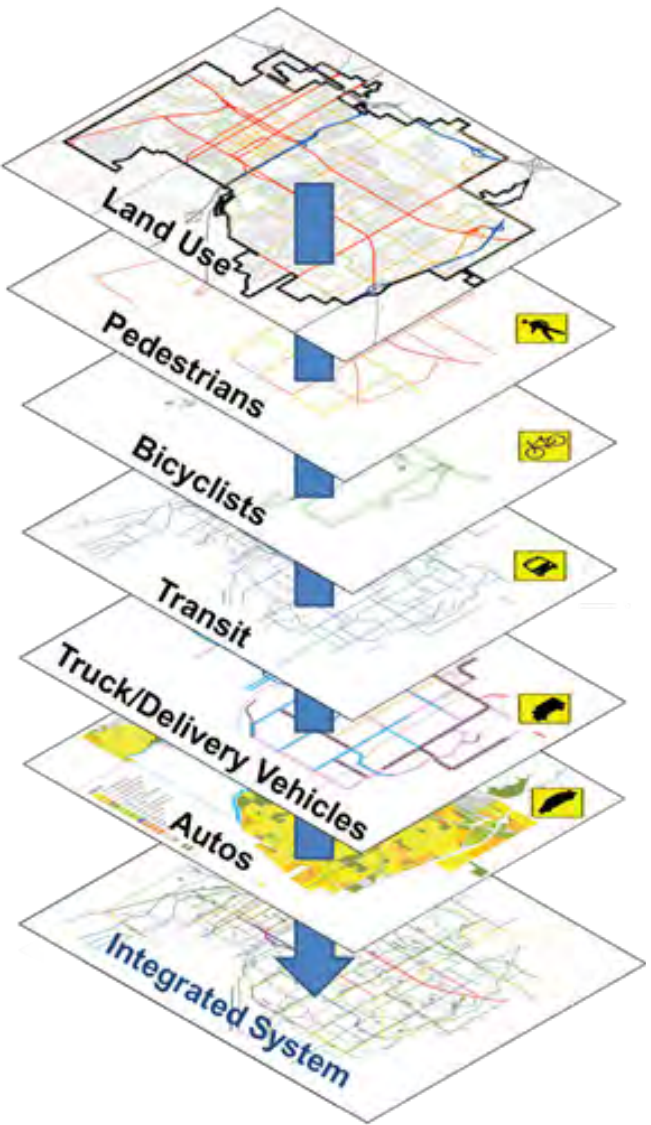 Land Use
Pedestrians
Bicyclists
Transit
Truck/Delivery Vehicles
Autos
Integrated System